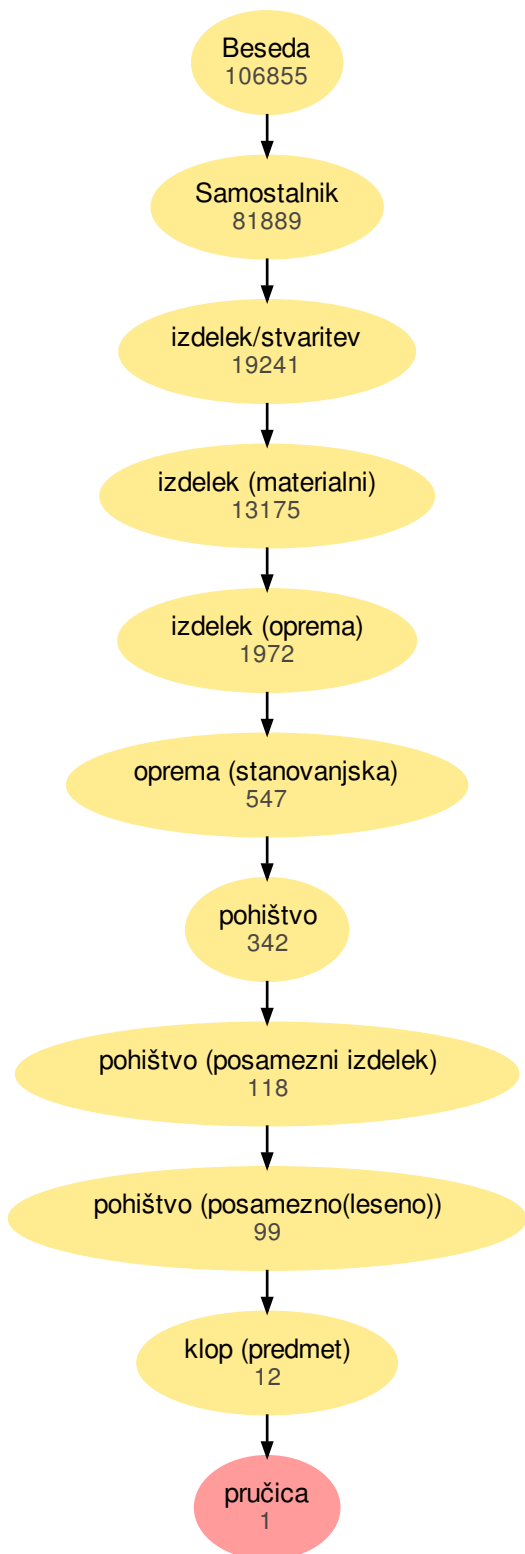 Beseda
106855
Samostalnik
81889
izdelek/stvaritev
19241
izdelek (materialni)
13175
izdelek (oprema)
1972
oprema (stanovanjska)
547
pohištvo
342
pohištvo (posamezni izdelek)
118
pohištvo (posamezno(leseno))
99
klop (predmet)
12
pručica
1